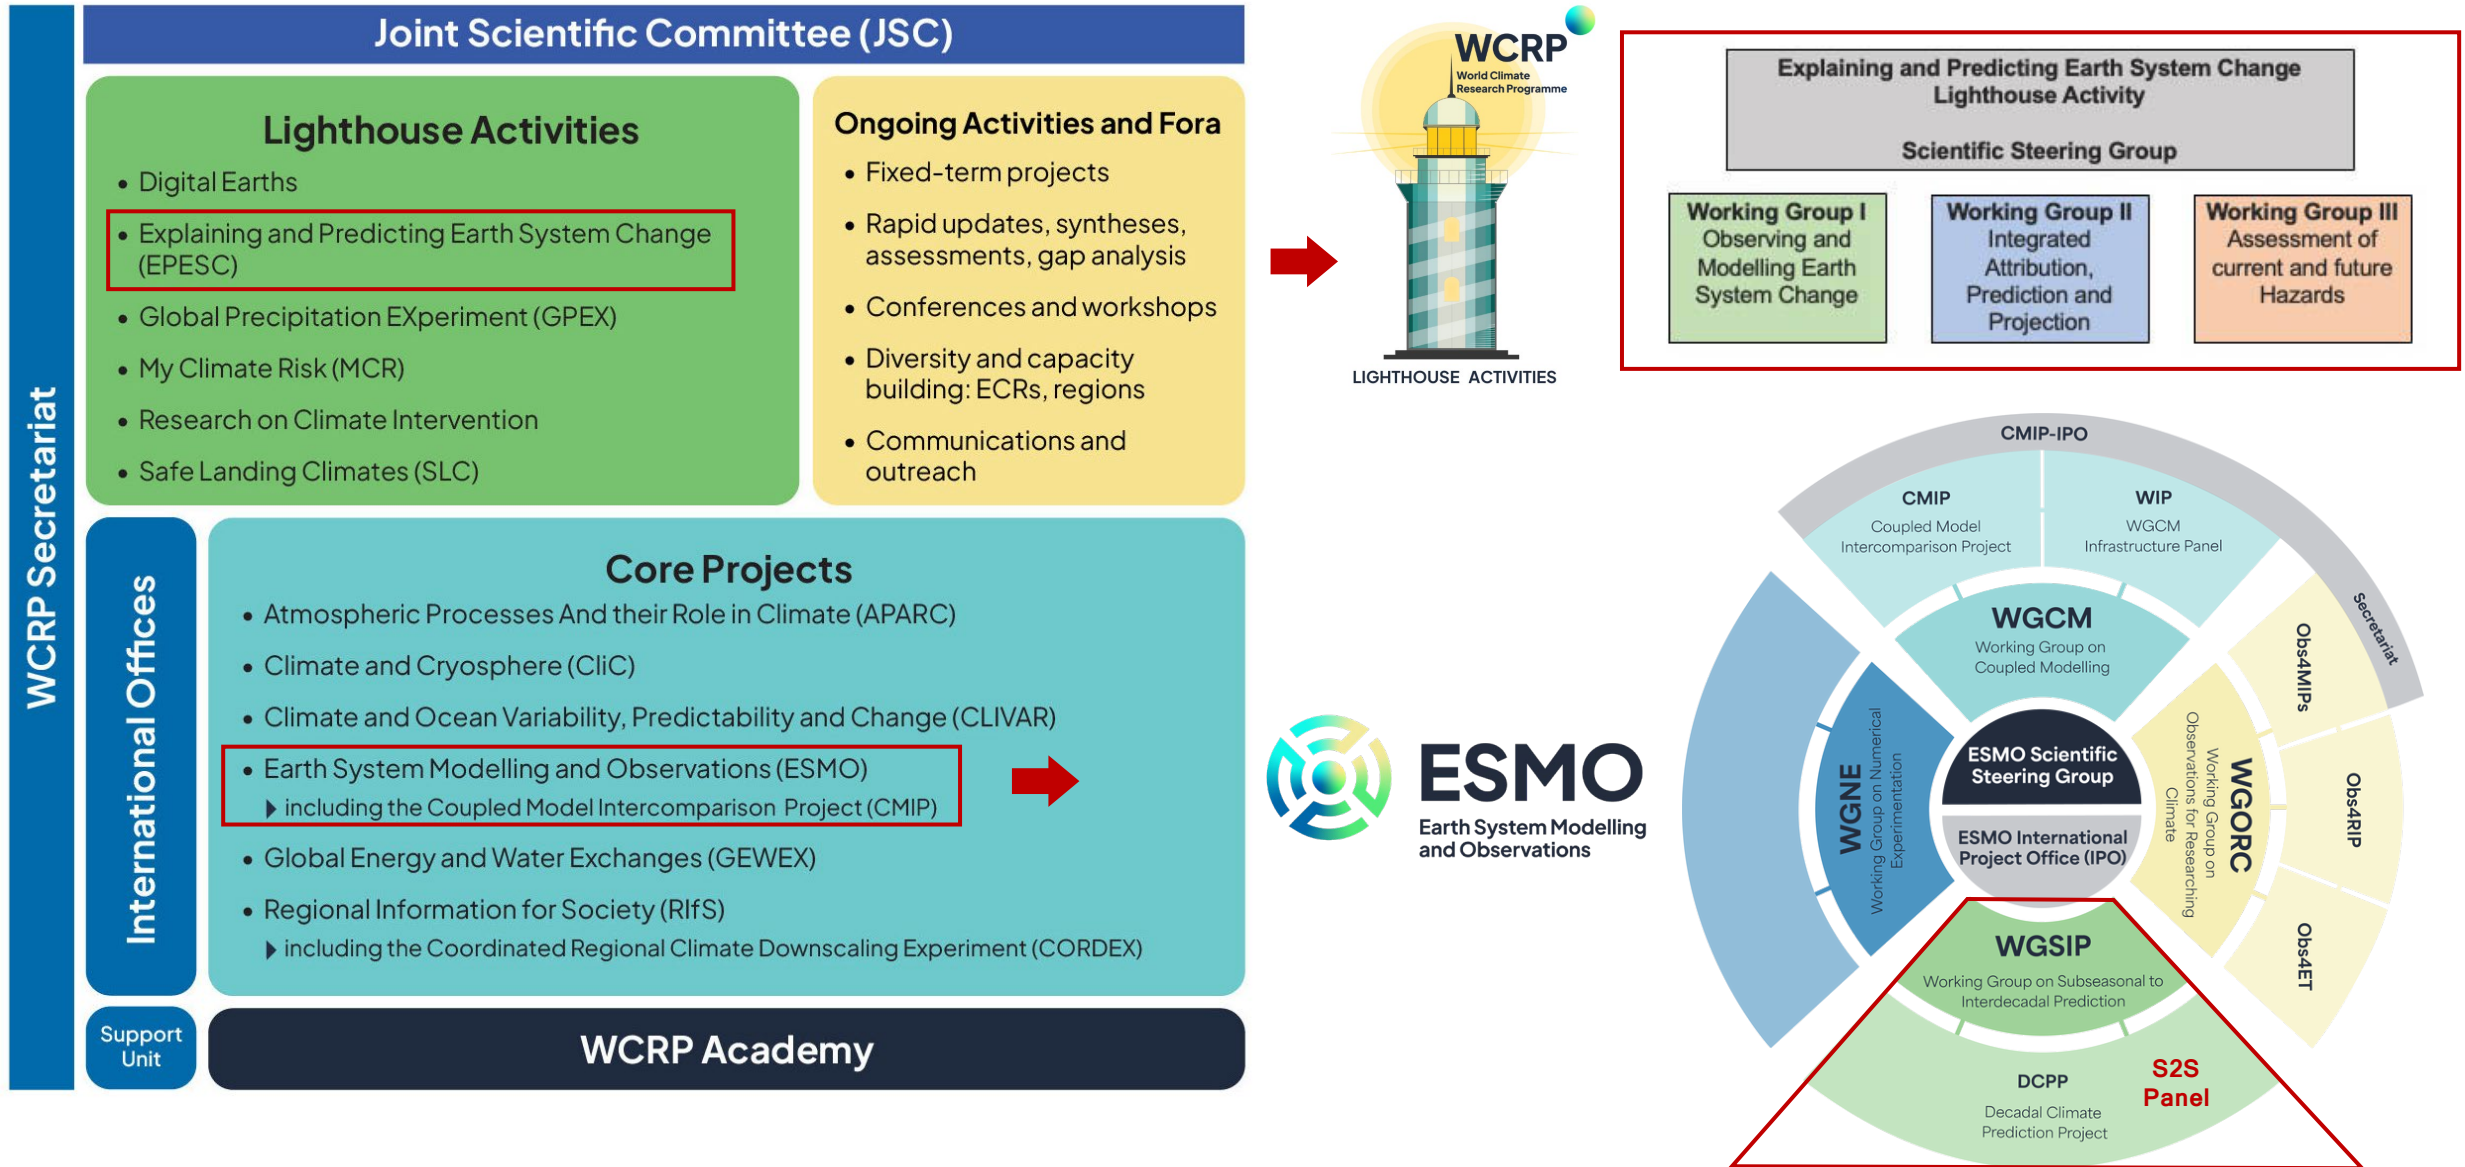 WCRP Secretariat
Joint Scientific Committee (JSC)
Lighthouse Activities
• Digital Earths
• Explaining and Predicting Earth System Change
(EPESC)
• Global Precipitation EXperiment (GPEX)
• My Climate Risk (MCR)
• Research on Climate Intervention
• Safe Landing Climates (SLC)
Ongoing Activities and Fora
• Fixed-term projects
• Rapid updates, syntheses,
assessments, gap analysis
• Conferences and workshops
• Diversity and capacity
building: ECRs, regions
• Communications and
outreach
International Offices
Core Projects
• Atmospheric Processes And their Role in Climate (APARC)
• Climate and Cryosphere (CliC)
• Climate and Ocean Variability, Predictability and Change (CLIVAR)
• Earth System Modelling and Observations (ESMO)
including the Coupled Model Intercomparison Project (CMIP)
• Global Energy and Water Exchanges (GEWEX)
• Regional Information for Society (RIfS)
including the Coordinated Regional Climate Downscaling Experiment (CORDEX)
Support
Unit
WCRP Academy
WCRP
World Climate
Research Programme
LIGHTHOUSE ACTIVITIES
Explaining and Predicting Earth System Change
Lighthouse Activity
Scientific Steering Group
Working Group I
Observing and
Modelling Earth
System Change
Working Group II
Integrated
Attribution,
Prediction and
Projection
Working Group III
Assessment of
current and future
Hazards
ESMO
Earth System Modelling
and Observations
CMIP-IPO
Secretariat
CMIP
Coupled Model
Intercomparison Project
WIP
WGCM
Infrastructure Panel
WGCM
Working Group on
Coupled Modelling
WGNE
Working Group on Numerical
Experimentation
ESMO Scientific
Steering Group
ESMO International
Project Office (IPO)
WGORC
Working Group on
Observations for Researching
Climate
Obs4MIPs
Obs4RIP
Obs4ET
WGSIP
Working Group on Subseasonal to
Interdecadal Prediction
DCPP
Decadal Climate
Prediction Project
S2S
Panel